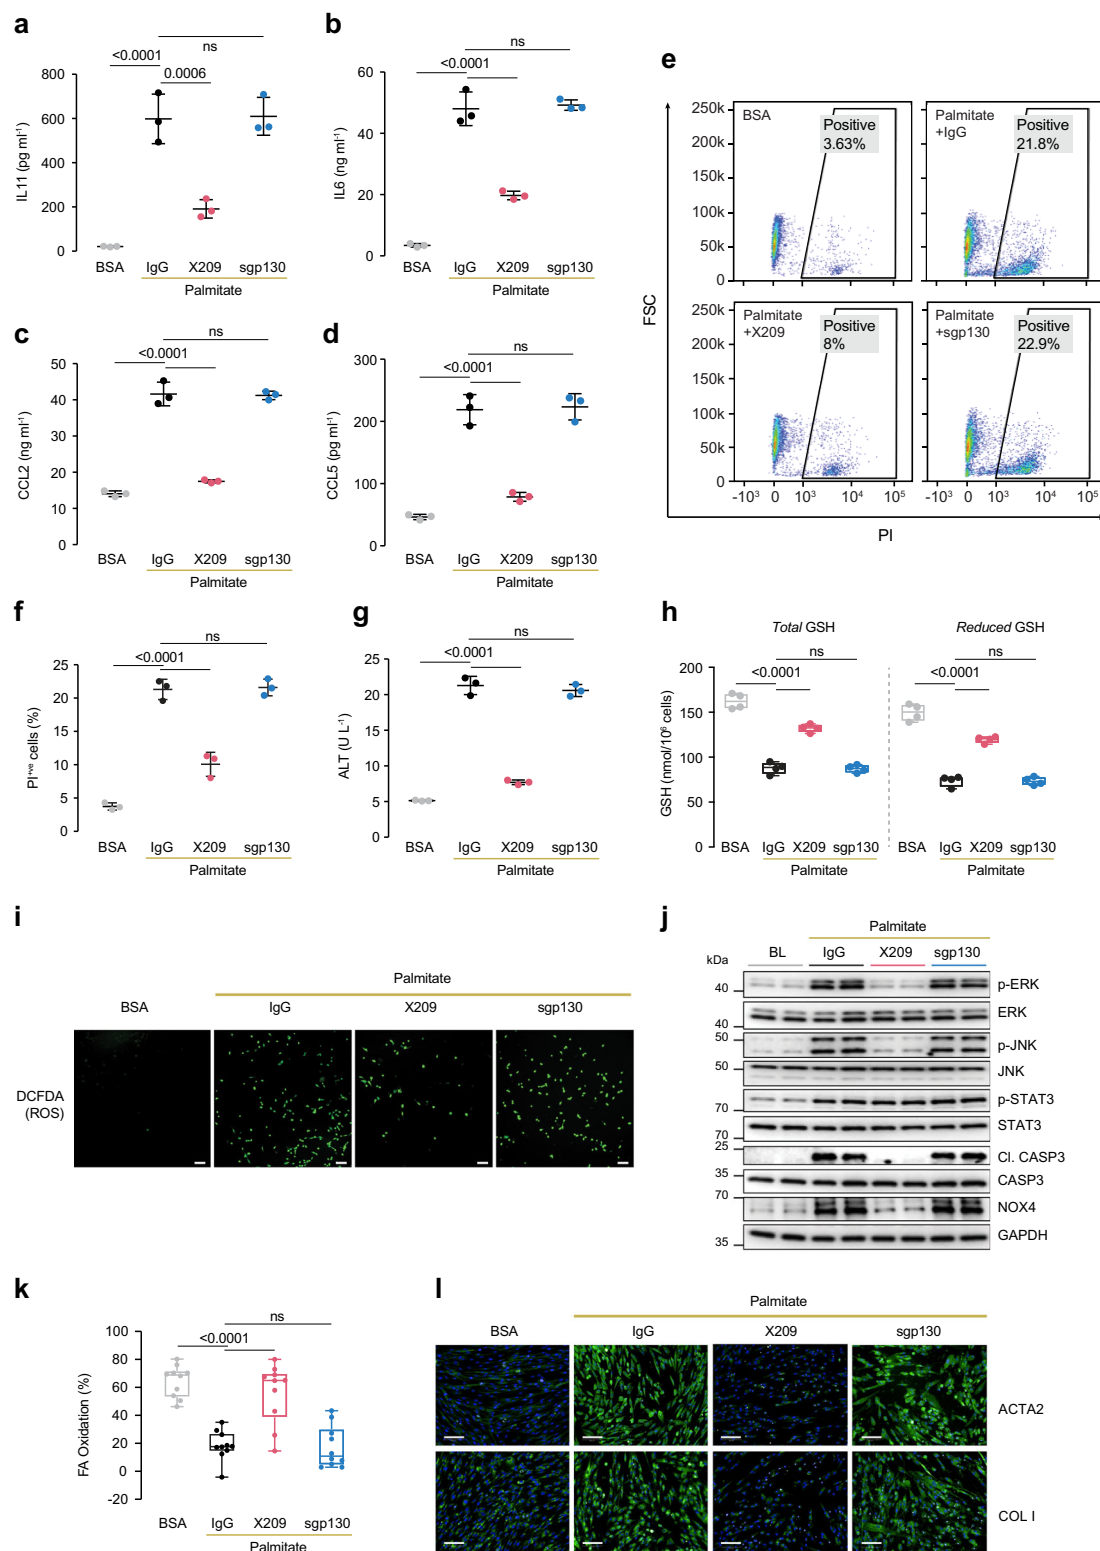 a
ns
<0.0001
0.0006
800
600
400
200
0
IL11 (pg ml⁻¹)
BSA IgG X209 sgp130
Palmitate
b
ns
<0.0001
60
40
20
0
IL6 (ng ml⁻¹)
BSA IgG X209 sgp130
Palmitate
c
ns
<0.0001
50
40
30
20
10
0
CCL2 (ng ml⁻¹)
BSA IgG X209 sgp130
Palmitate
d
ns
<0.0001
300
200
100
0
CCL5 (pg ml⁻¹)
BSA IgG X209 sgp130
Palmitate
e
250k
200k
150k
100k
50k
0
BSA
Positive
3.63%
Palmitate
+IgG
Positive
21.8%
250k
200k
150k
100k
50k
0
Palmitate
+X209
Positive
8%
Palmitate
+sgp130
Positive
22.9%
-10³ 0 10³ 10⁴ 10⁵
-10³ 0 10³ 10⁴ 10⁵
FSC
PI
f
ns
<0.0001
25
20
15
10
5
0
PI⁺ᵛᵉ cells (%)
BSA IgG X209 sgp130
Palmitate
g
ns
<0.0001
25
20
15
10
5
0
ALT (U L⁻¹)
BSA IgG X209 sgp130
Palmitate
h
Total GSH Reduced GSH
ns ns
<0.0001 <0.0001
200
150
100
50
0
GSH (nmol/10⁶ cells)
BSA IgG X209 sgp130 BSA IgG X209 sgp130
Palmitate Palmitate
i
Palmitate
BSA IgG X209 sgp130
DCFDA
(ROS)
j
Palmitate
kDa BL IgG X209 sgp130
40 p-ERK
40 ERK
50 p-JNK
50 JNK
70 p-STAT3
70 STAT3
25 Cl. CASP3
35 CASP3
70 NOX4
35 GAPDH
k
ns
<0.0001
100
80
60
40
20
0
-20
FA Oxidation (%)
BSA IgG X209 sgp130
Palmitate
l
Palmitate
BSA IgG X209 sgp130
ACTA2
COL I